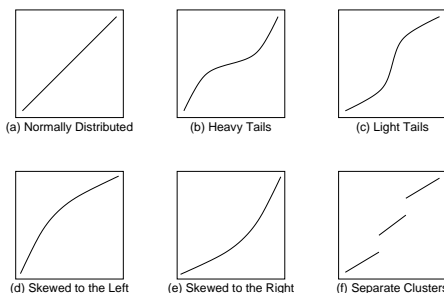 (a) Normally Distributed
(b) Heavy Tails
(c) Light Tails
(d) Skewed to the Left
(e) Skewed to the Right
(f) Separate Clusters